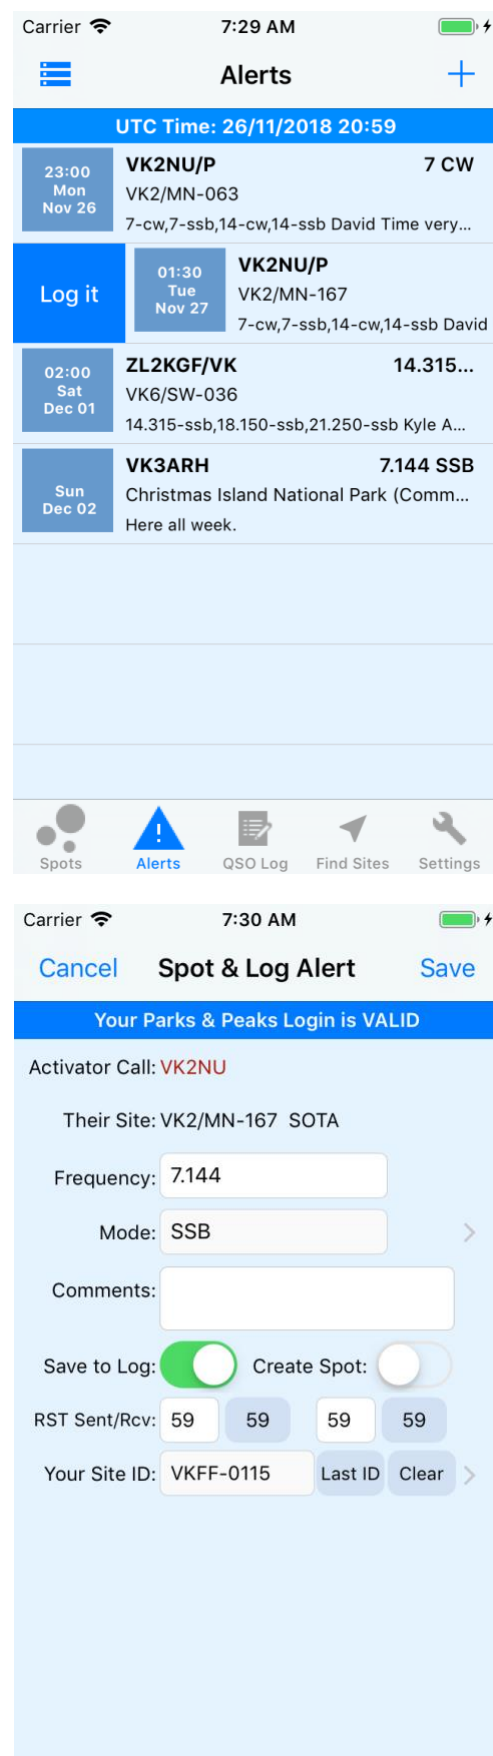 Carrier 7:29 AM
Alerts
UTC Time: 26/11/2018 20:59
23:00
Mon
Nov 26
VK2NU/P 7 CW
VK2/MN-063
7-cw,7-ssb,14-cw,14-ssb David Time very...
Log it
01:30
Tue
Nov 27
VK2NU/P
VK2/MN-167
7-cw,7-ssb,14-cw,14-ssb David
02:00
Sat
Dec 01
ZL2KGF/VK 14.315...
VK6/SW-036
14.315-ssb,18.150-ssb,21.250-ssb Kyle A...
Sun
Dec 02
VK3ARH 7.144 SSB
Christmas Island National Park (Comm...
Here all week.
Spots Alerts QSO Log Find Sites Settings
Carrier 7:30 AM
Cancel Spot & Log Alert Save
Your Parks & Peaks Login is VALID
Activator Call: VK2NU
Their Site: VK2/MN-167 SOTA
Frequency: 7.144
Mode: SSB
Comments:
Save to Log: Create Spot:
RST Sent/Rcv: 59 59 59 59
Your Site ID: VKFF-0115 Last ID Clear